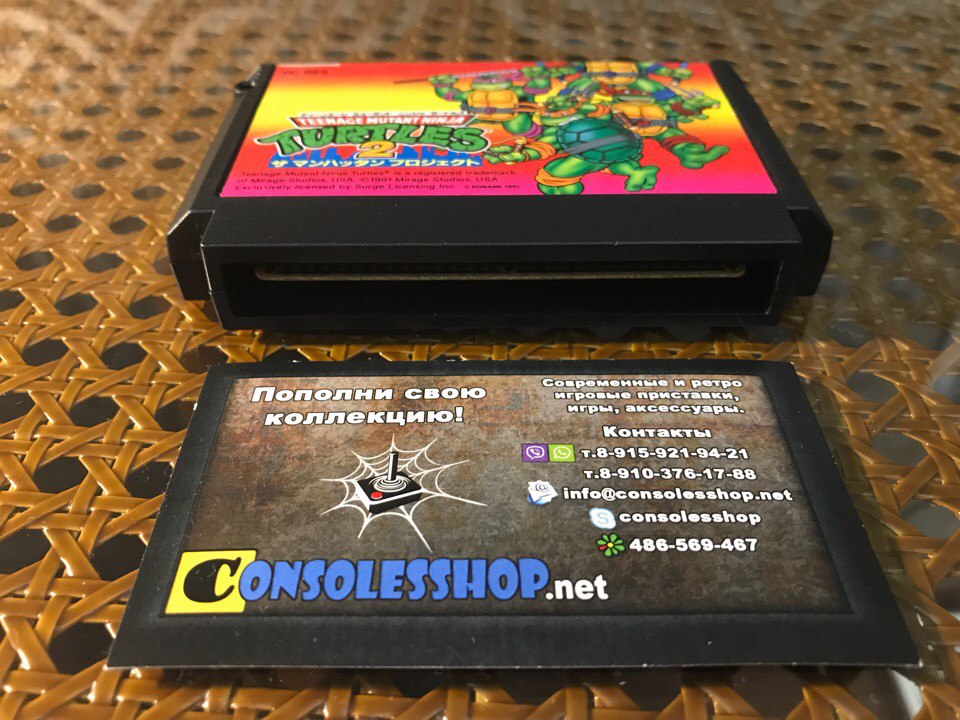 TEENAGE MUTANT NINJA
TURTLES
2
ザ マンハッタン プロジェクト
Teenage Mutant Ninja Turtles® is a registered trademark
of Mirage Studios, USA. ©1991 Mirage Studios, USA.
Exclusively licensed by Surge Licensing Inc. ©KONAMI 1991
Пополни свою
коллекцию!
Современные и ретро
игровые приставки,
игры, аксессуары.
Контакты
т.8-915-921-94-21
т.8-910-376-17-88
info@consolesshop.net
consolesshop
486-569-467
CONSOLESSHOP.net